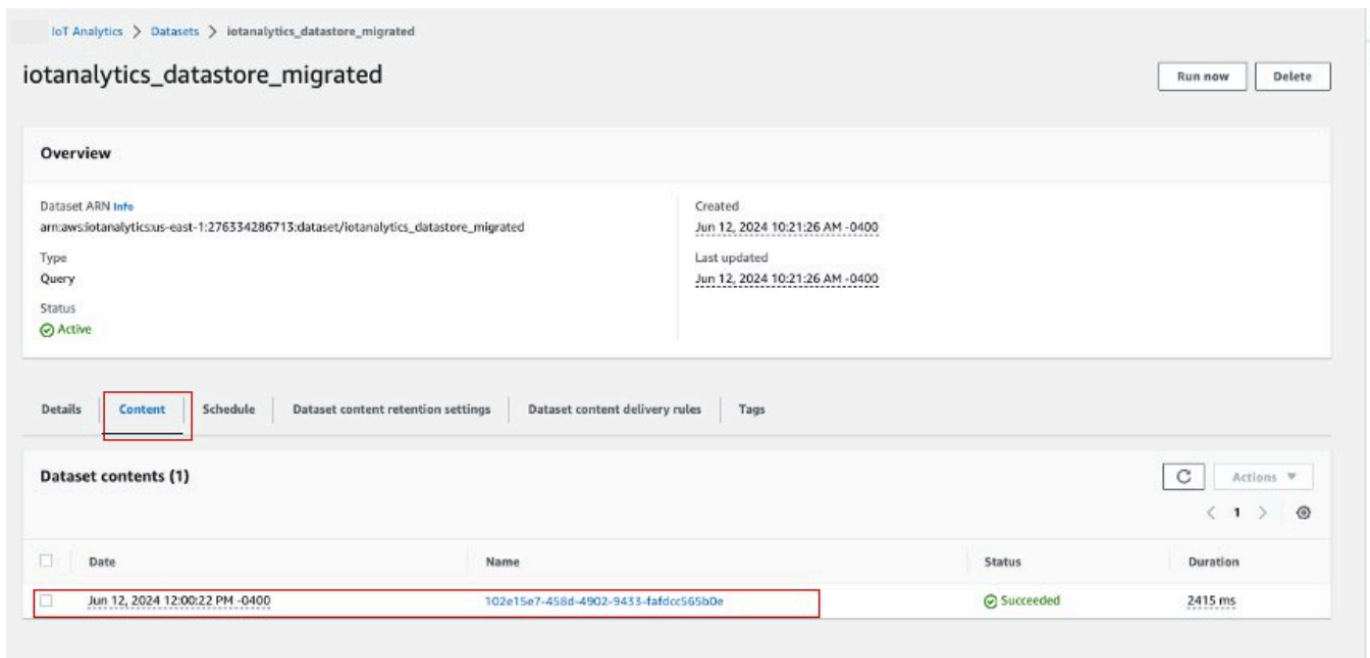 IoT Analytics > Datasets > iotanalytics_datastore_migrated
iotanalytics_datastore_migrated
Run now
Delete
Overview
Dataset ARN Info
arn:aws:iotanalytics:us-east-1:276334286713:dataset/iotanalytics_datastore_migrated
Type
Query
Status
Active
Created
Jun 12, 2024 10:21:26 AM -0400
Last updated
Jun 12, 2024 10:21:26 AM -0400
Details Content Schedule Dataset content retention settings Dataset content delivery rules Tags
Dataset contents (1)
Actions
< 1 >
Date Name Status Duration
Jun 12, 2024 12:00:22 PM -0400 102e15e7-458d-4902-9433-fafdcc565b0e Succeeded 2415 ms